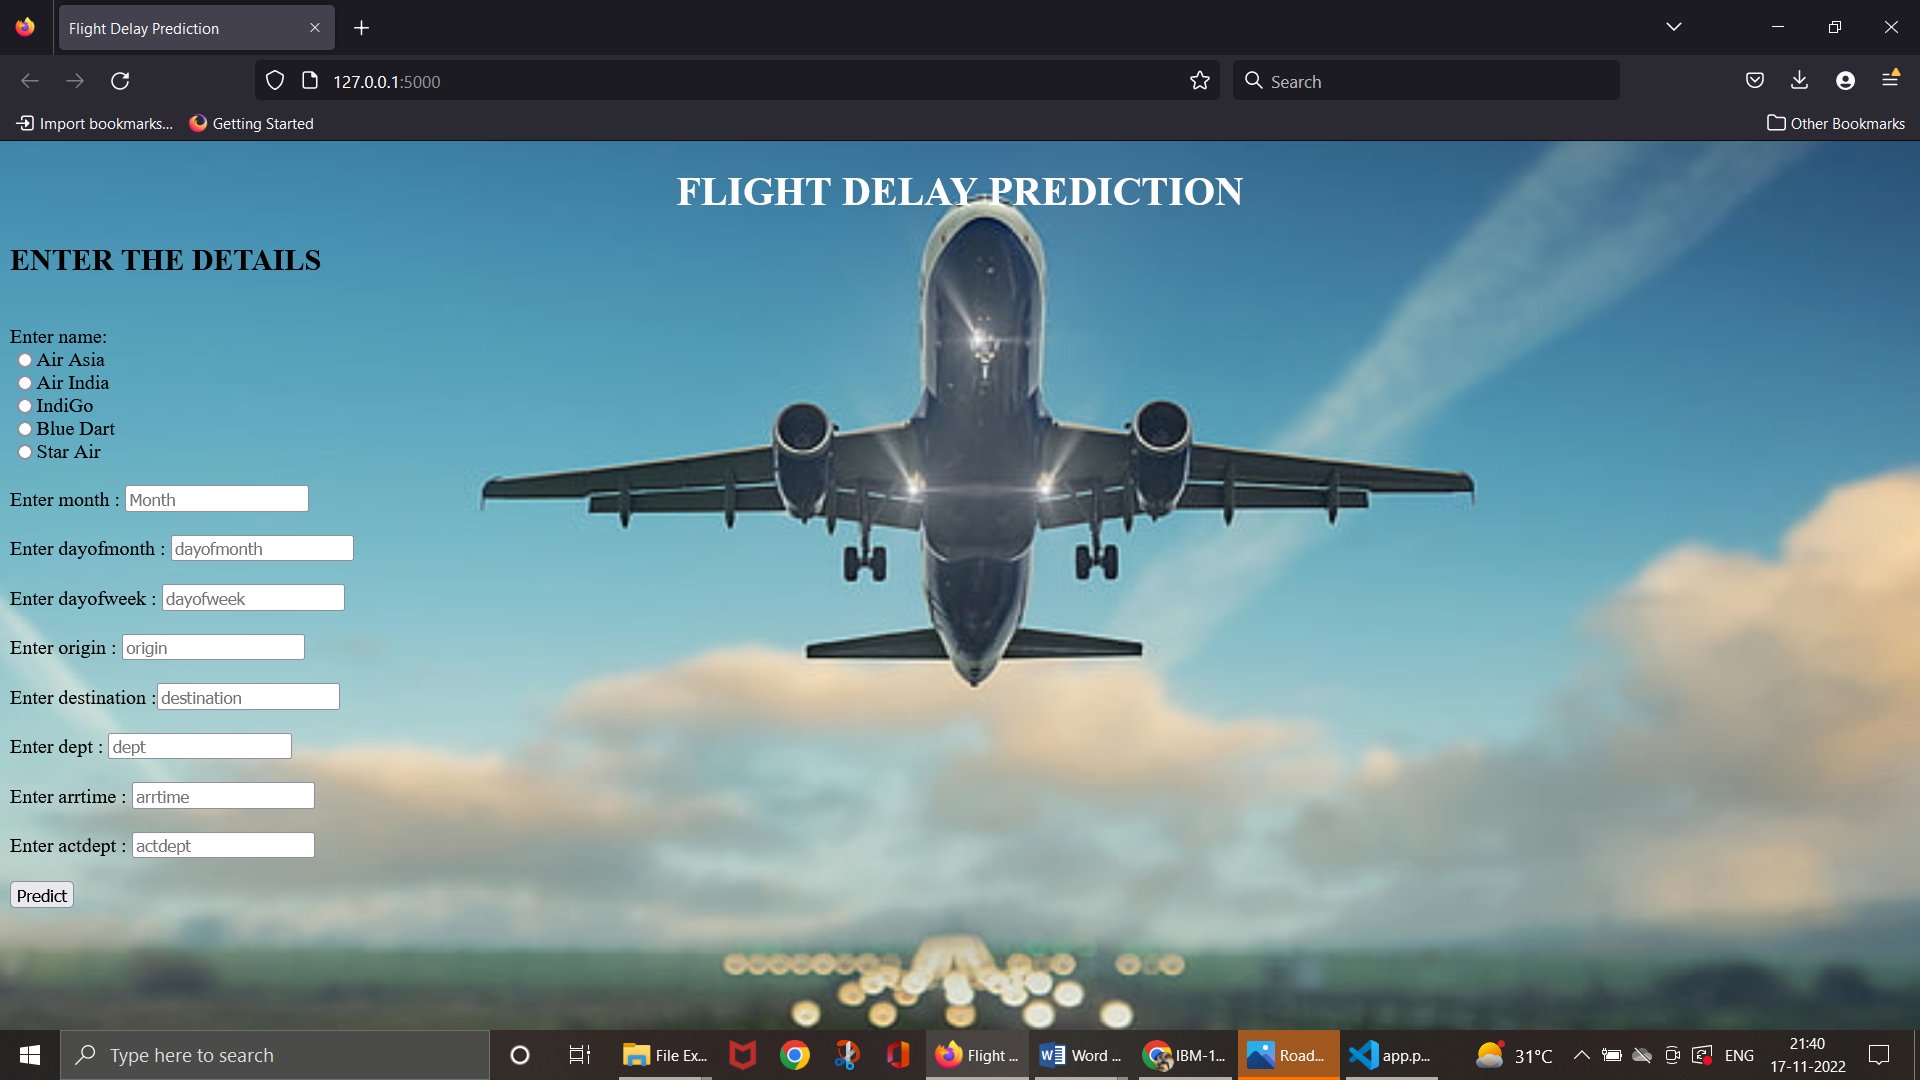 Flight Delay Prediction
127.0.0.1:5000
Search
Import bookmarks...
Getting Started
Other Bookmarks
FLIGHT DELAY PREDICTION
ENTER THE DETAILS
Enter name:
Air Asia
Air India
IndiGo
Blue Dart
Star Air
Enter month : Month
Enter dayofmonth : dayofmonth
Enter dayofweek : dayofweek
Enter origin : origin
Enter destination : destination
Enter dept : dept
Enter arrtime : arrtime
Enter actdept : actdept
Predict
Type here to search
File Ex...
Flight ...
Word ...
IBM-1...
Road...
app.p...
31°C
ENG
21:40
17-11-2022